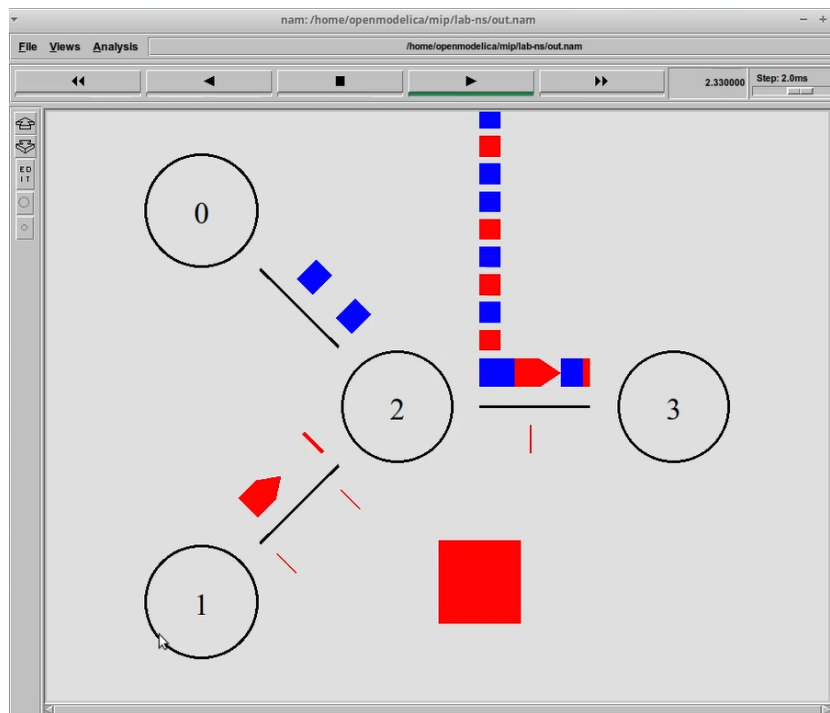 nam: /home/openmodelica/mip/lab-ns/out.nam
File Views Analysis /home/openmodelica/mip/lab-ns/out.nam
2.330000 Step: 2.0ms
ED
IT
0
2 3
1